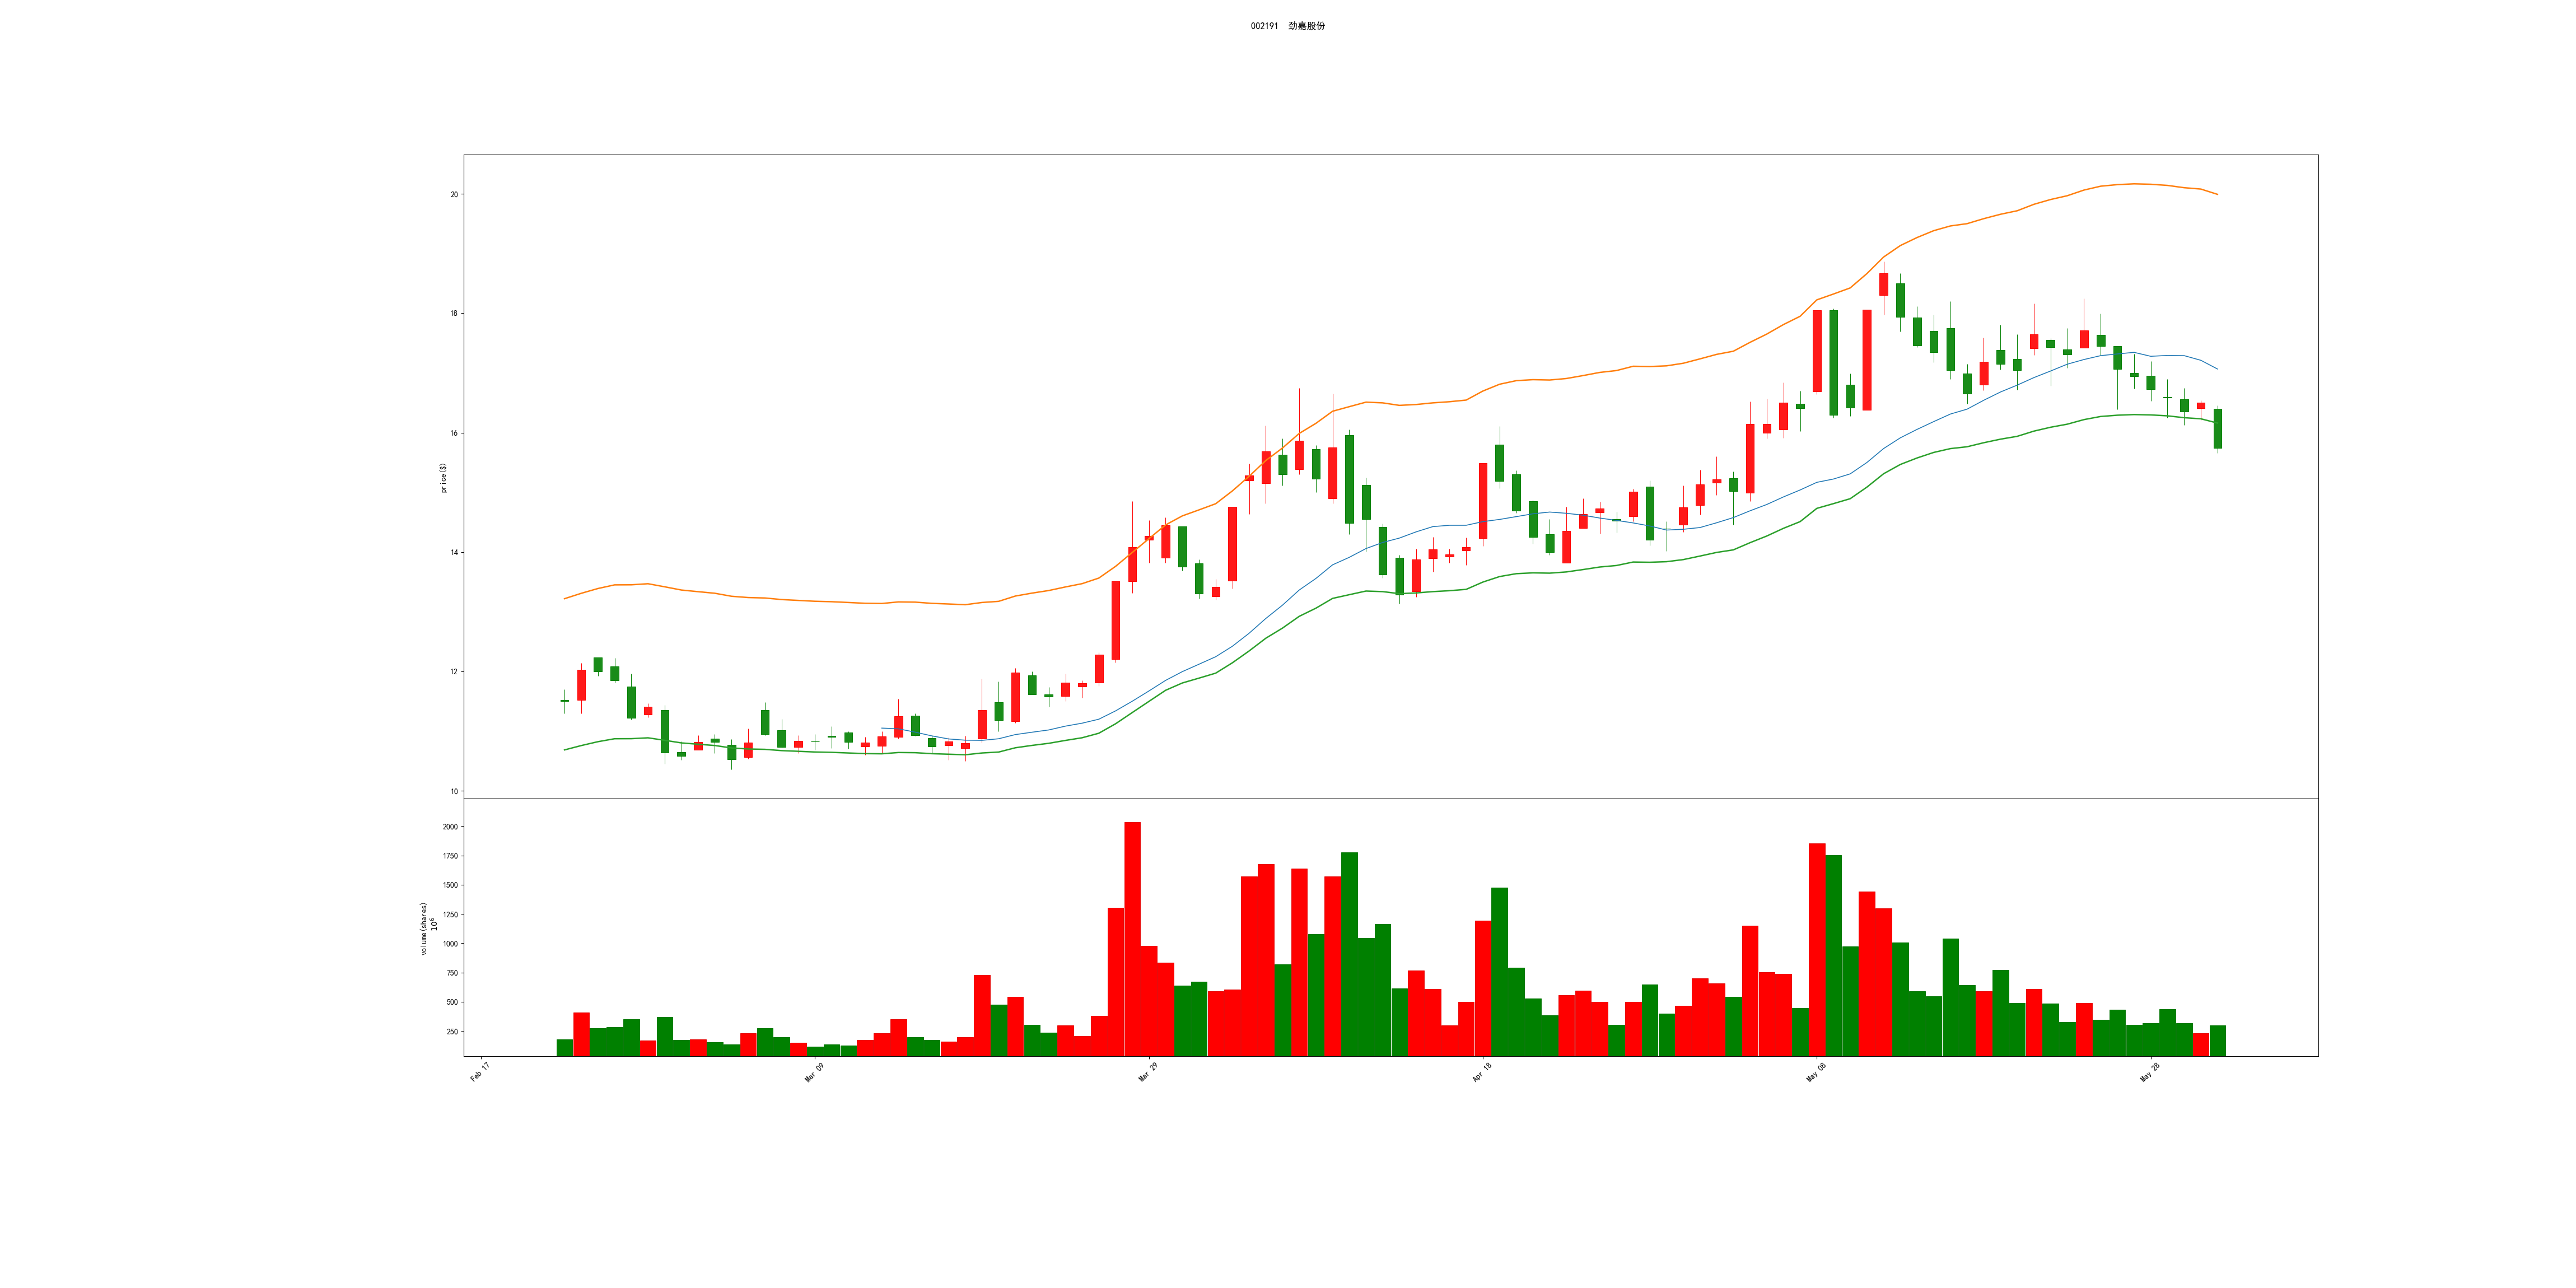 002191 劲嘉股份
20
18
16
14
12
10
price($)
2000
1750
1500
1250
1000
750
500
250
volume(shares)
10⁶
Feb 17
Mar 09
Mar 29
Apr 18
May 08
May 28